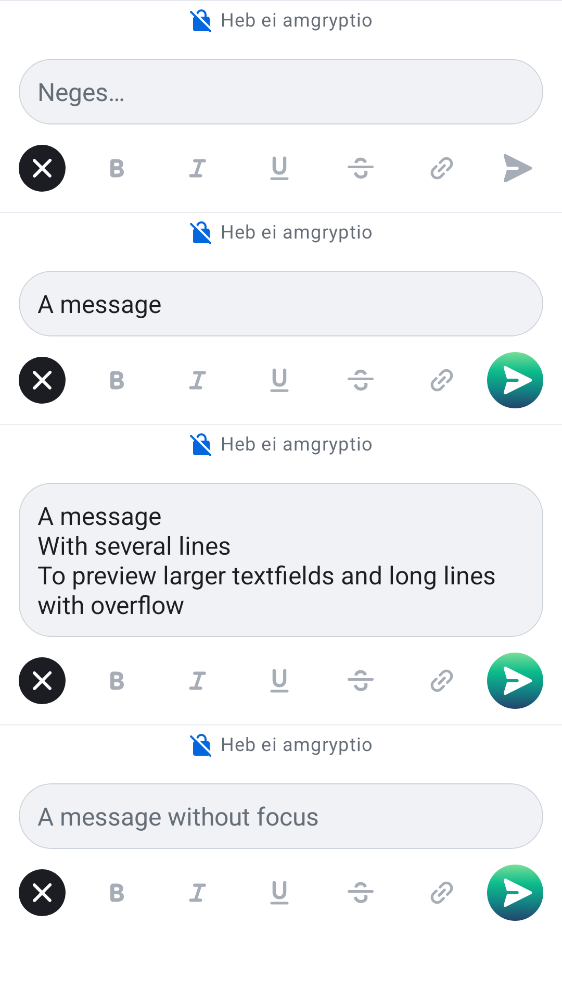 Heb ei amgryptio
Neges…
Heb ei amgryptio
A message
Heb ei amgryptio
A message
With several lines
To preview larger textfields and long lines
with overflow
Heb ei amgryptio
A message without focus